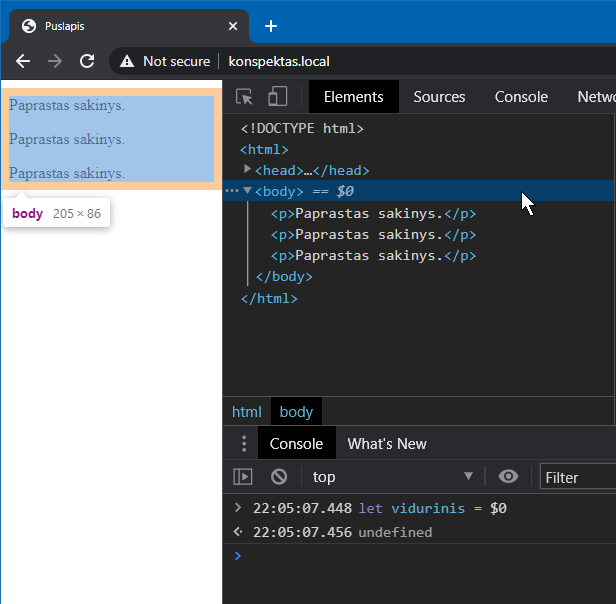 Puslapis
Not secure konspektas.local
Elements Sources Console Netwo
Paprastas sakinys.
Paprastas sakinys.
Paprastas sakinys.
body 205 × 86
<!DOCTYPE html>
<html>
<head>…</head>
<body> == $0
<p>Paprastas sakinys.</p>
<p>Paprastas sakinys.</p>
<p>Paprastas sakinys.</p>
</body>
</html>
html body
Console What's New
top Filter
22:05:07.448 let vidurinis = $0
22:05:07.456 undefined